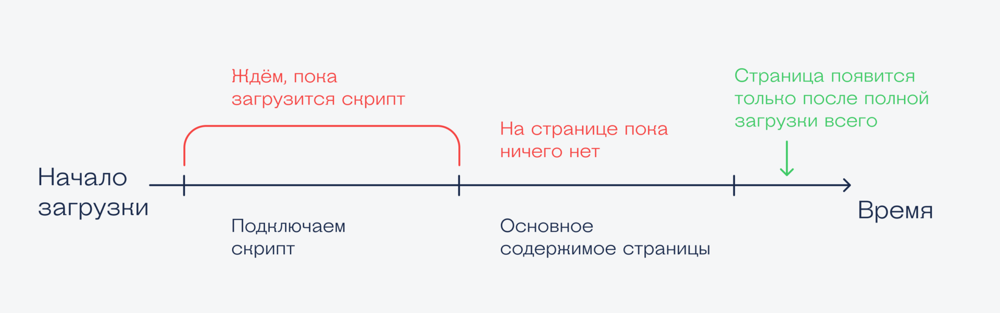 Ждём, пока
загрузится скрипт
Страница появится
только после полной
загрузки всего
На странице пока
ничего нет
Начало
загрузки
Время
Подключаем
скрипт
Основное
содержимое страницы